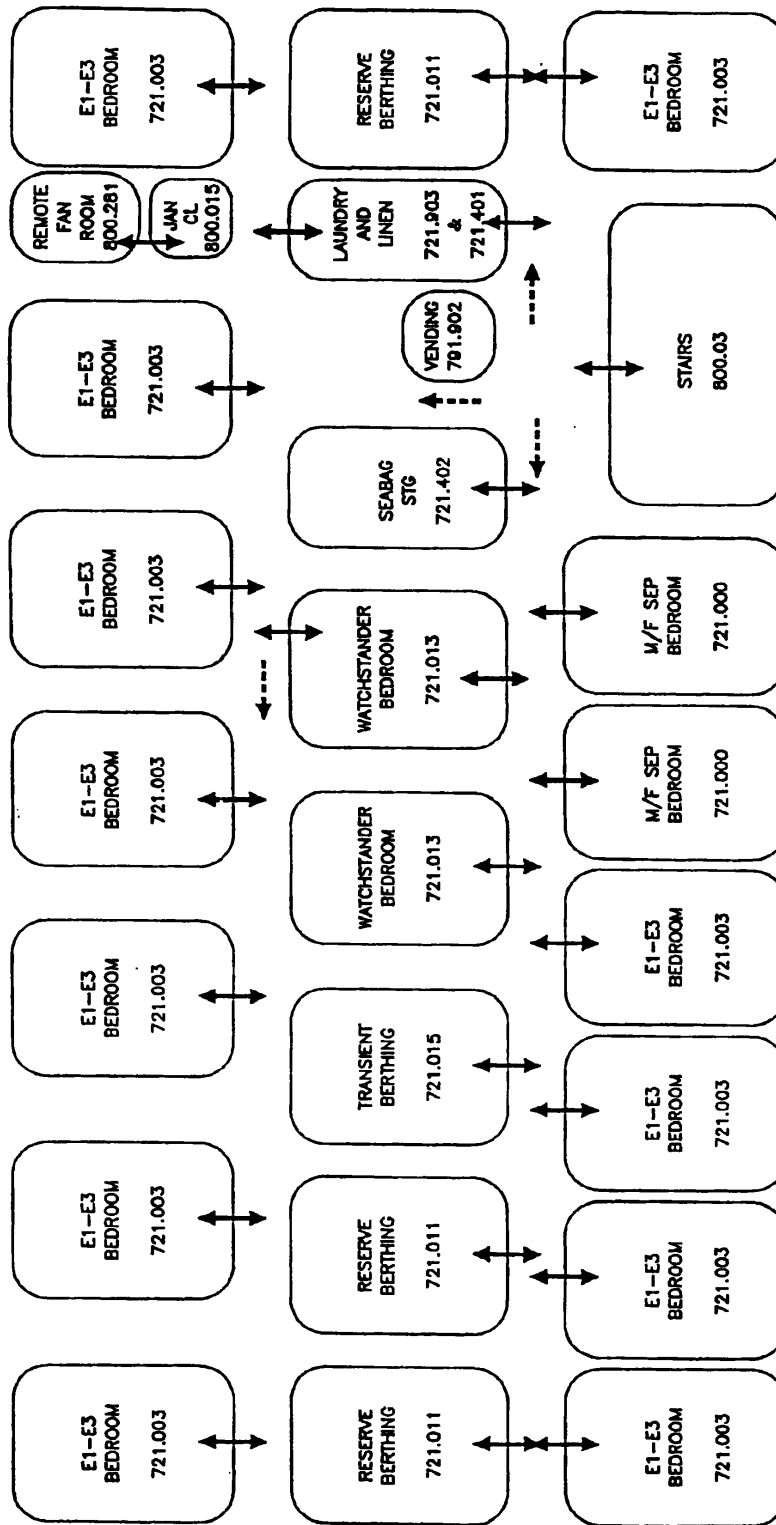 E1-E3
BEDROOM
721.003
E1-E3
BEDROOM
721.003
E1-E3
BEDROOM
721.003
E1-E3
BEDROOM
721.003
E1-E3
BEDROOM
721.003
E1-E3
BEDROOM
721.003
REMOTE
FAN
ROOM
800.281
JAN
CL
800.015
E1-E3
BEDROOM
721.003
RESERVE
BERTHING
721.011
RESERVE
BERTHING
721.011
TRANSIENT
BERTHING
721.015
WATCHSTANDER
BEDROOM
721.013
WATCHSTANDER
BEDROOM
721.013
SEABAG
STG
721.402
VENDING
791.902
LAUNDRY
AND
LINEN
721.903
&
721.401
RESERVE
BERTHING
721.011
E1-E3
BEDROOM
721.003
E1-E3
BEDROOM
721.003
E1-E3
BEDROOM
721.003
E1-E3
BEDROOM
721.003
M/F SEP
BEDROOM
721.000
M/F SEP
BEDROOM
721.000
STAIRS
800.03
E1-E3
BEDROOM
721.003